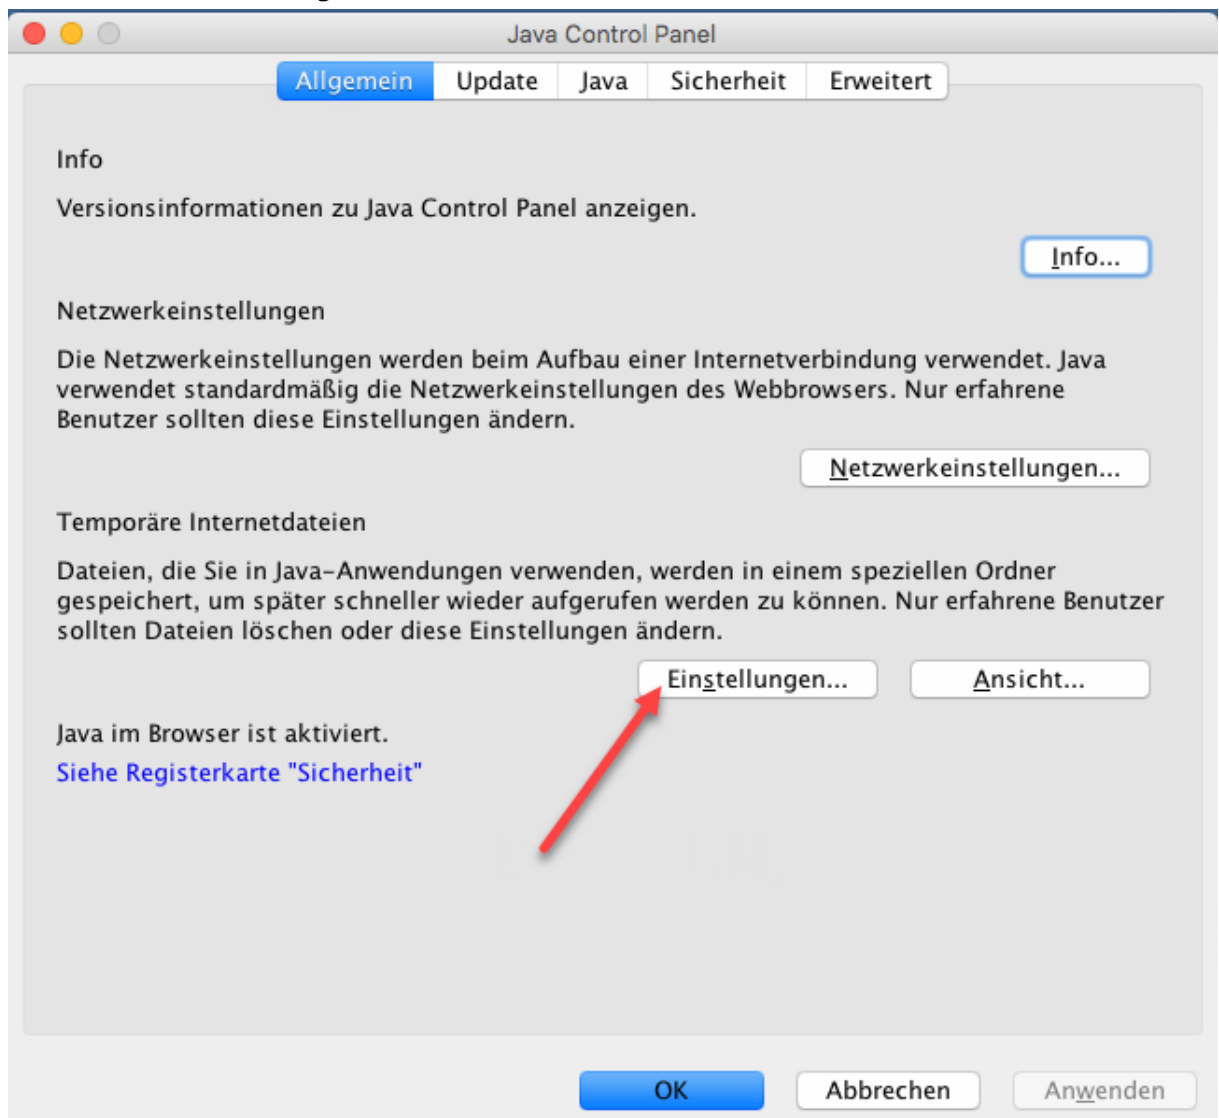 Java Control Panel
Allgemein Update Java Sicherheit Erweitert
Info
Versionsinformationen zu Java Control Panel anzeigen.
Info...
Netzwerkeinstellungen
Die Netzwerkeinstellungen werden beim Aufbau einer Internetverbindung verwendet. Java
verwendet standardmäßig die Netzwerkeinstellungen des Webbrowsers. Nur erfahrene
Benutzer sollten diese Einstellungen ändern.
Netzwerkeinstellungen...
Temporäre Internetdateien
Dateien, die Sie in Java-Anwendungen verwenden, werden in einem speziellen Ordner
gespeichert, um später schneller wieder aufgerufen werden zu können. Nur erfahrene Benutzer
sollten Dateien löschen oder diese Einstellungen ändern.
Einstellungen... Ansicht...
Java im Browser ist aktiviert.
Siehe Registerkarte "Sicherheit"
OK Abbrechen Anwenden